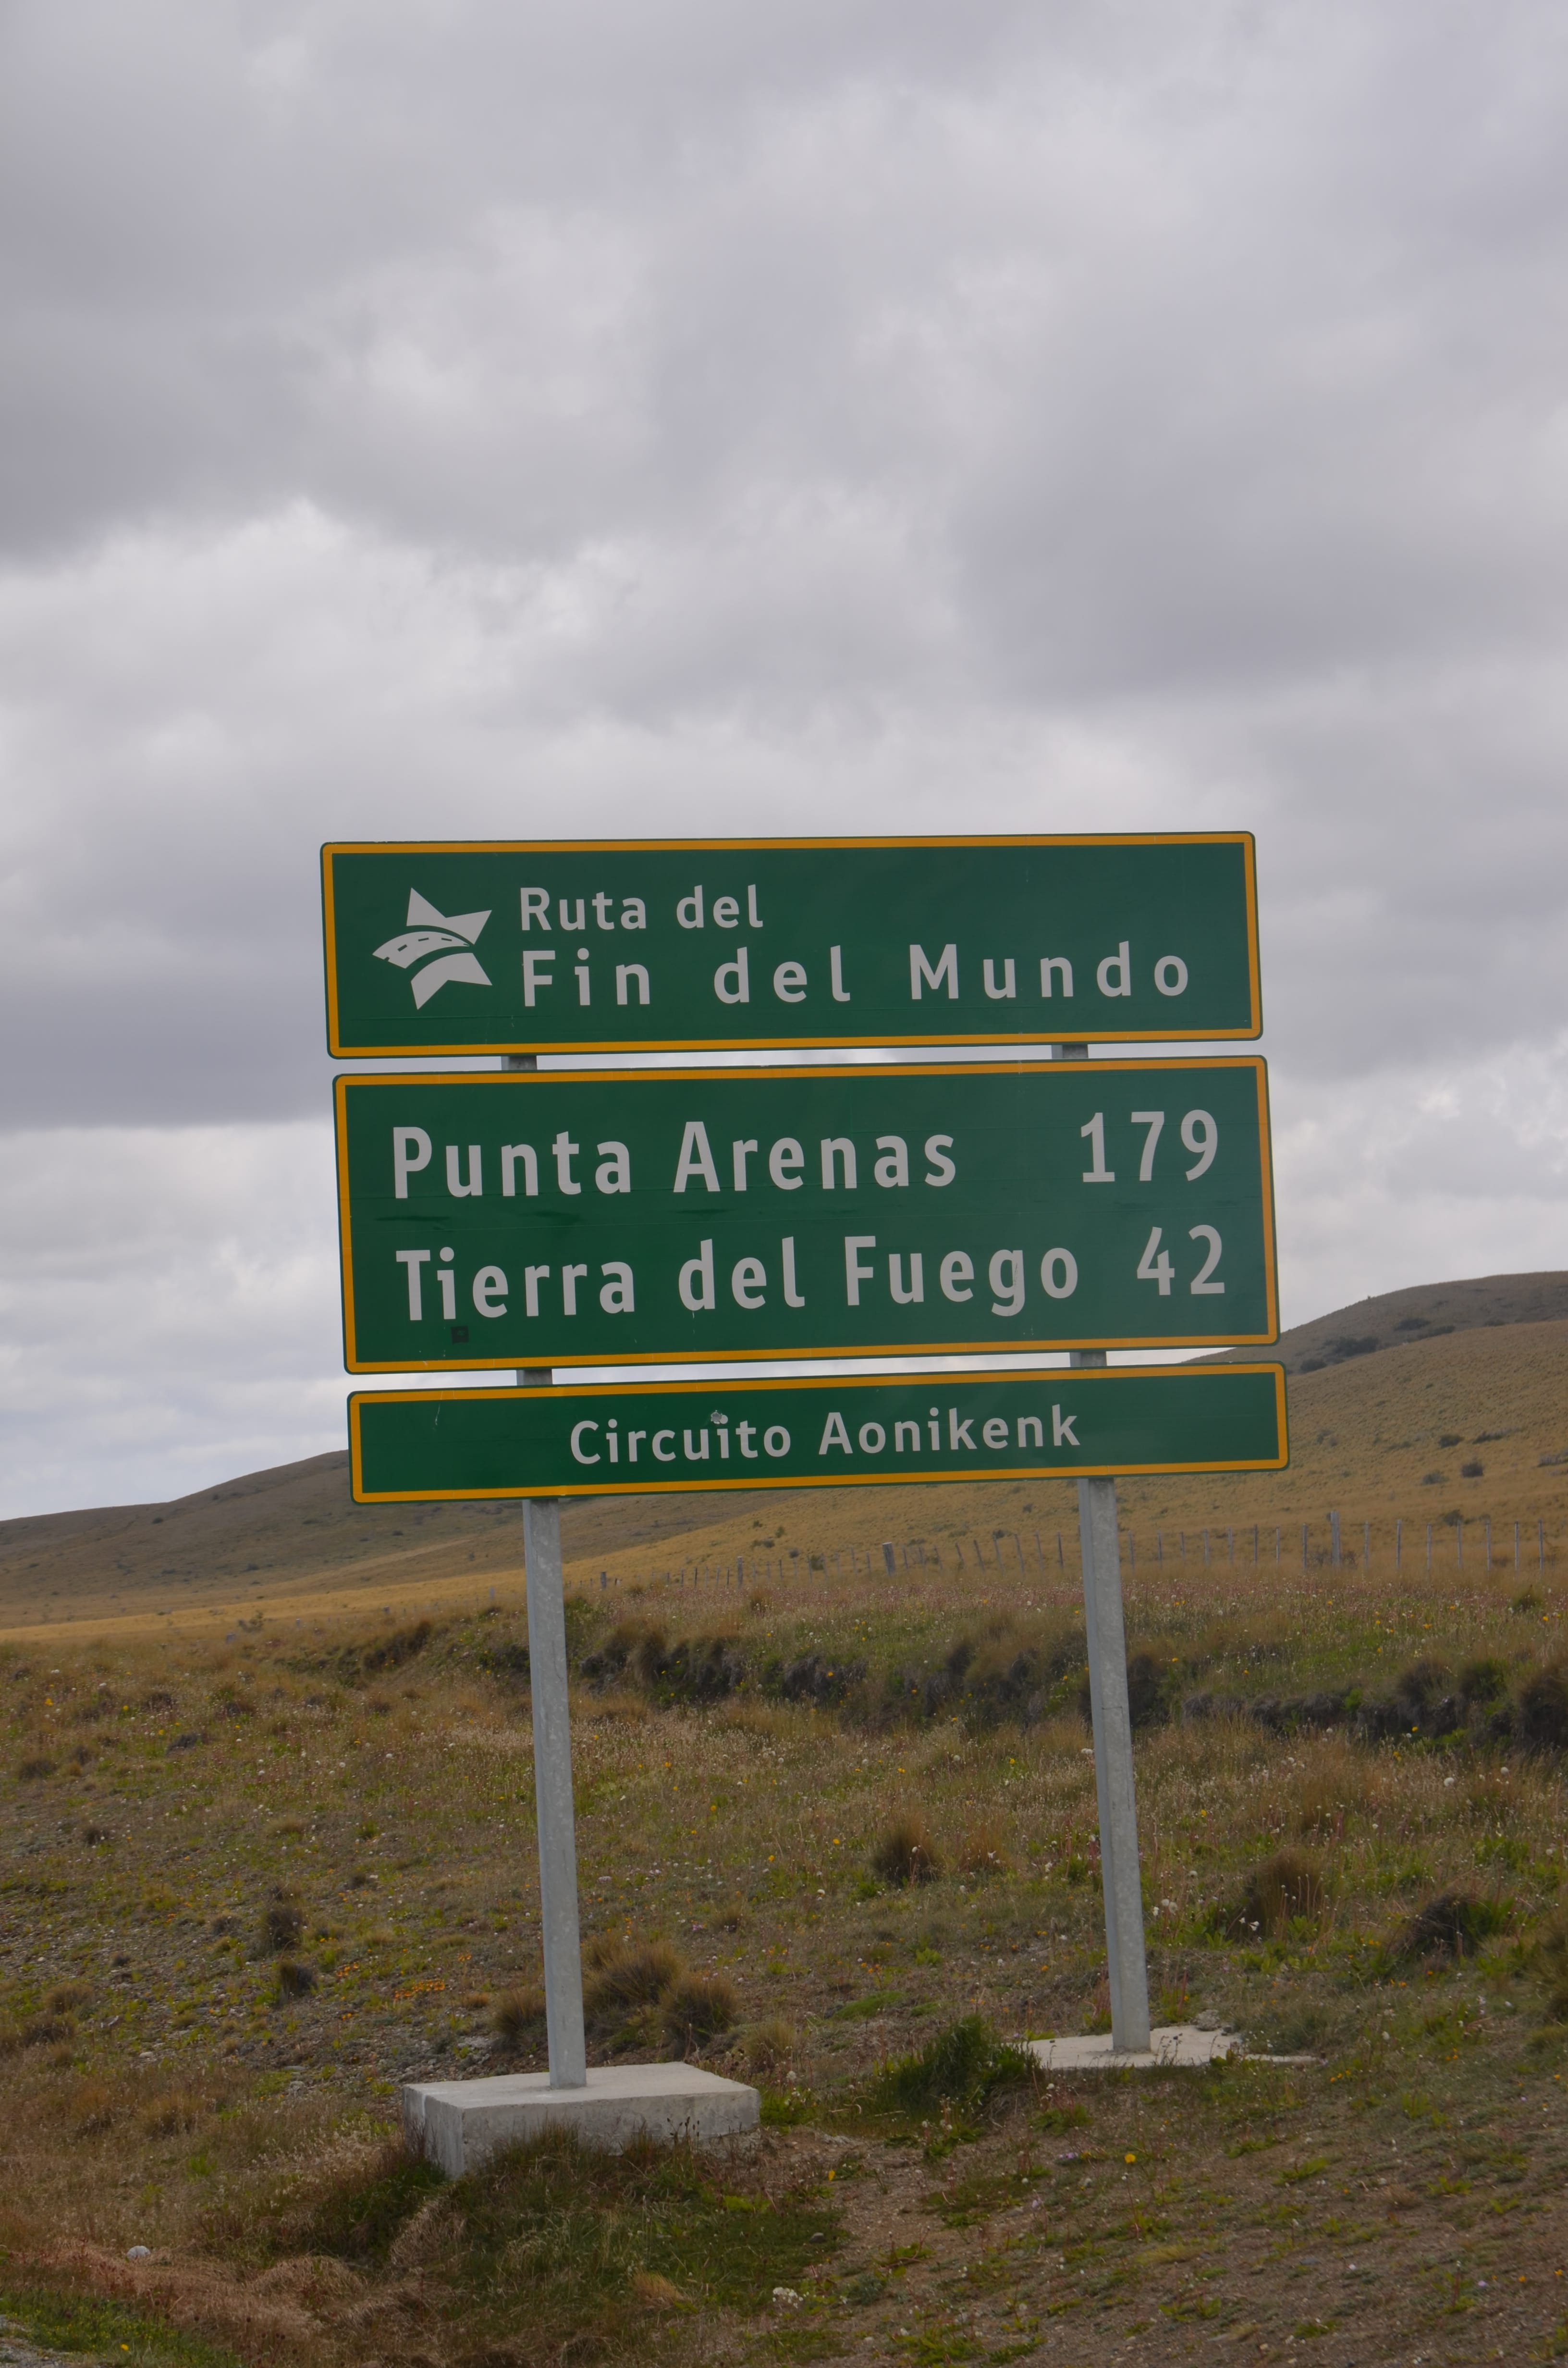 Ruta del
Fin del Mundo
Punta Arenas 179
Tierra del Fuego 42
Circuito Aonikenk